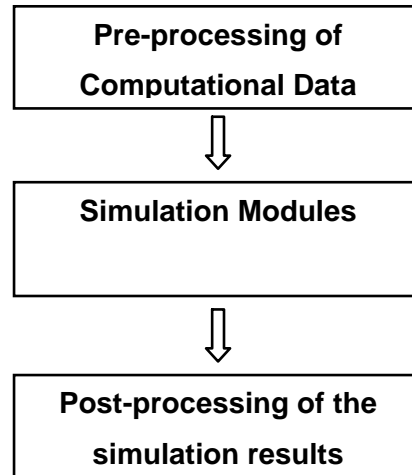 Pre-processing of
Computational Data
Simulation Modules
Post-processing of the
simulation results